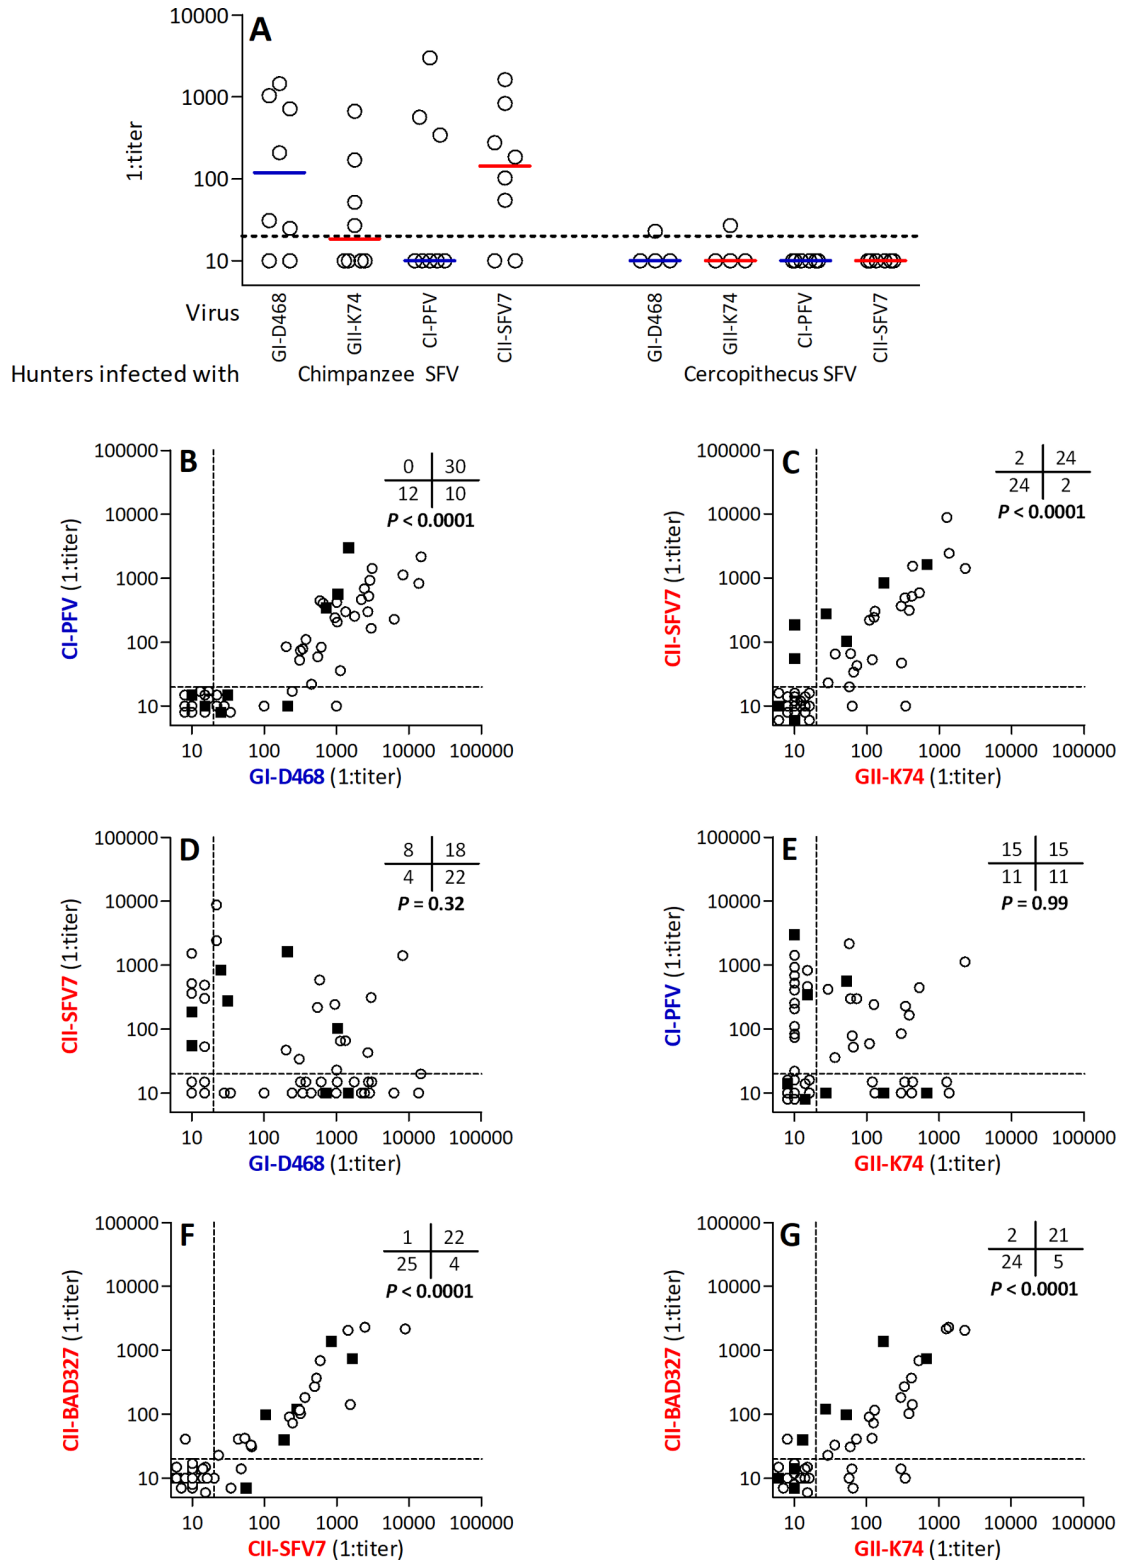 A
10000
1000
100
10
1:titer
Virus
GI-D468
GII-K74
CI-PFV
CII-SFV7
GI-D468
GII-K74
CI-PFV
CII-SFV7
Hunters infected with
Chimpanzee SFV
Cercopithecus SFV
B
100000
10000
1000
100
10
CI-PFV (1:titer)
0 30
12 10
P < 0.0001
10 100 1000 10000 100000
GI-D468 (1:titer)
C
100000
10000
1000
100
10
CII-SFV7 (1:titer)
2 24
24 2
P < 0.0001
10 100 1000 10000 100000
GII-K74 (1:titer)
D
100000
10000
1000
100
10
CII-SFV7 (1:titer)
8 18
4 22
P = 0.32
10 100 1000 10000 100000
GI-D468 (1:titer)
E
100000
10000
1000
100
10
CI-PFV (1:titer)
15 15
11 11
P = 0.99
10 100 1000 10000 100000
GII-K74 (1:titer)
F
100000
10000
1000
100
10
CII-BAD327 (1:titer)
1 22
25 4
P < 0.0001
10 100 1000 10000 100000
CII-SFV7 (1:titer)
G
100000
10000
1000
100
10
CII-BAD327 (1:titer)
2 21
24 5
P < 0.0001
10 100 1000 10000 100000
GII-K74 (1:titer)